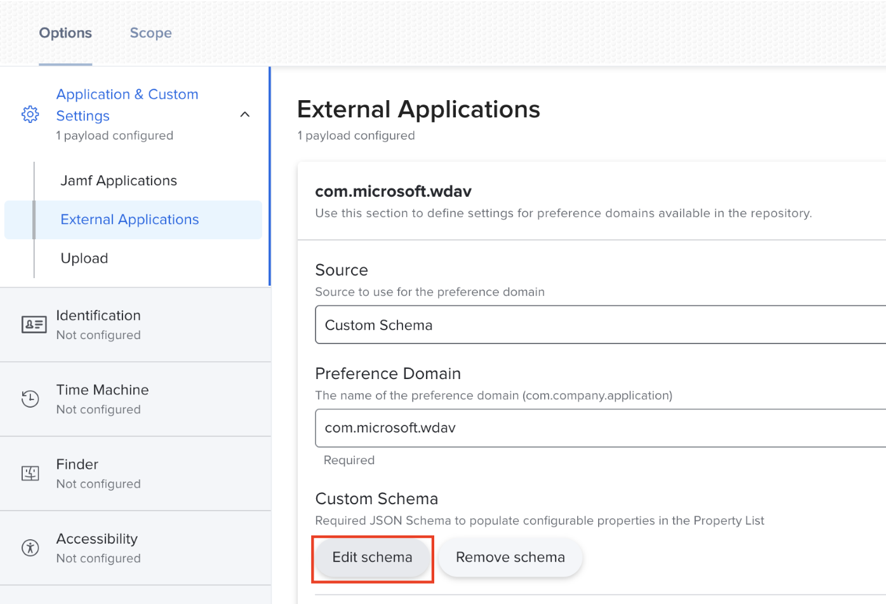 Options
Scope
Application & Custom
Settings
1 payload configured
Jamf Applications
External Applications
Upload
Identification
Not configured
Time Machine
Not configured
Finder
Not configured
Accessibility
Not configured
External Applications
1 payload configured
com.microsoft.wdav
Use this section to define settings for preference domains available in the repository.
Source
Source to use for the preference domain
Custom Schema
Preference Domain
The name of the preference domain (com.company.application)
com.microsoft.wdav
Required
Custom Schema
Required JSON Schema to populate configurable properties in the Property List
Edit schema
Remove schema